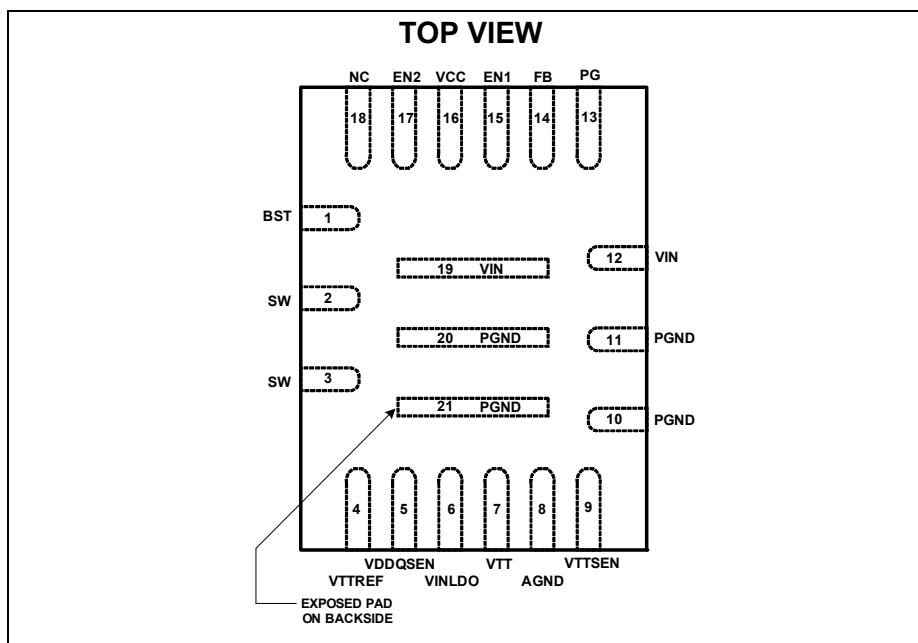 TOP VIEW
NC EN2 VCC EN1 FB PG
18 17 16 15 14 13
BST 1
12 VIN
19 VIN
SW 2
20 PGND
11 PGND
SW 3
21 PGND
10 PGND
4 5 6 7 8 9
VDDQSEN VTT VTTSEN
VTTREF VINLDO AGND
EXPOSED PAD
ON BACKSIDE